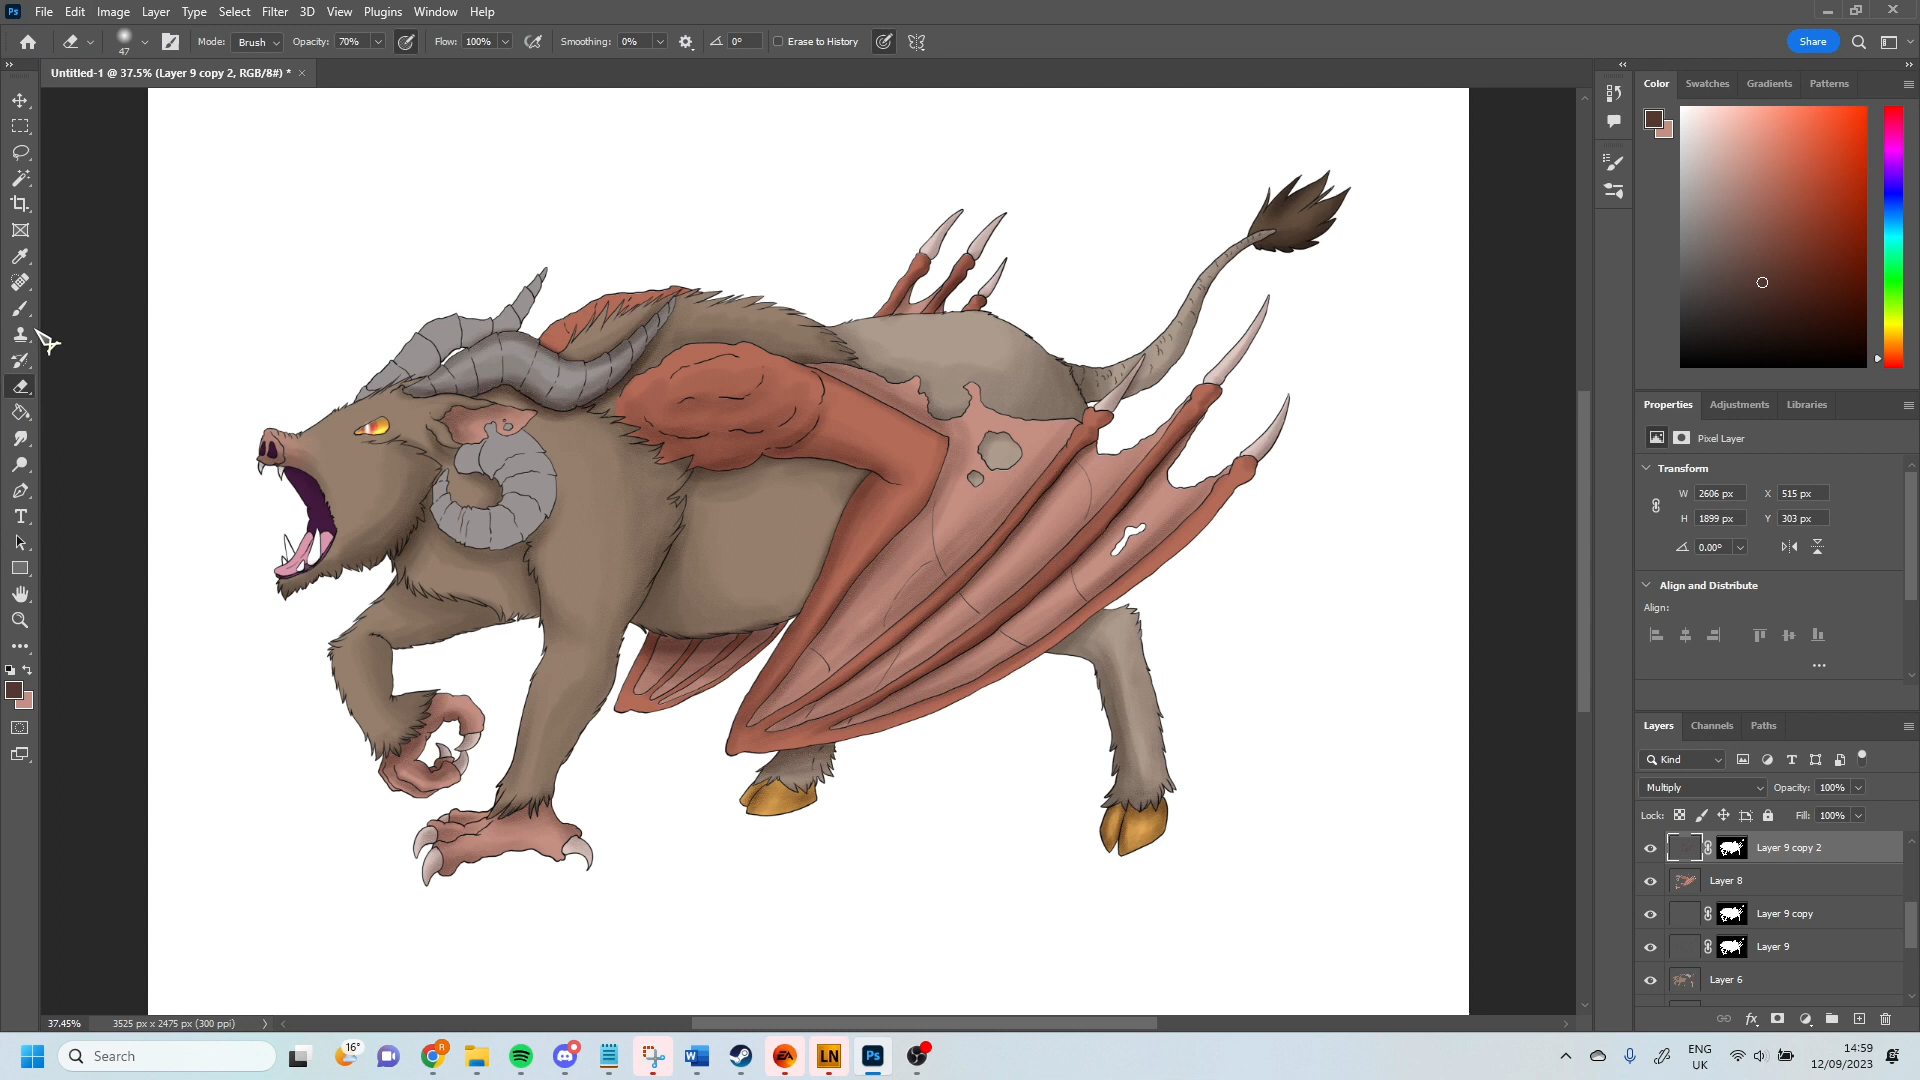 Ps File Edit Image Layer Type Select Filter 3D View Plugins Window Help
47 Mode: Brush Opacity: 70% Flow: 100% Smoothing: 0% 0° Erase to History Share
Untitled-1 @ 37.5% (Layer 9 copy 2, RGB/8#) * ×
Color Swatches Gradients Patterns
Properties Adjustments Libraries
Pixel Layer
Transform
W 2606 px X 515 px
H 1899 px Y 303 px
0.00°
Align and Distribute
Align:
Layers Channels Paths
Kind
Multiply Opacity: 100%
Lock: Fill: 100%
Layer 9 copy 2
Layer 8
Layer 9 copy
Layer 9
Layer 6
37.45% 3525 px x 2475 px (300 ppi)
Search 16° R EA LN Ps ENG
UK 14:59
12/09/2023